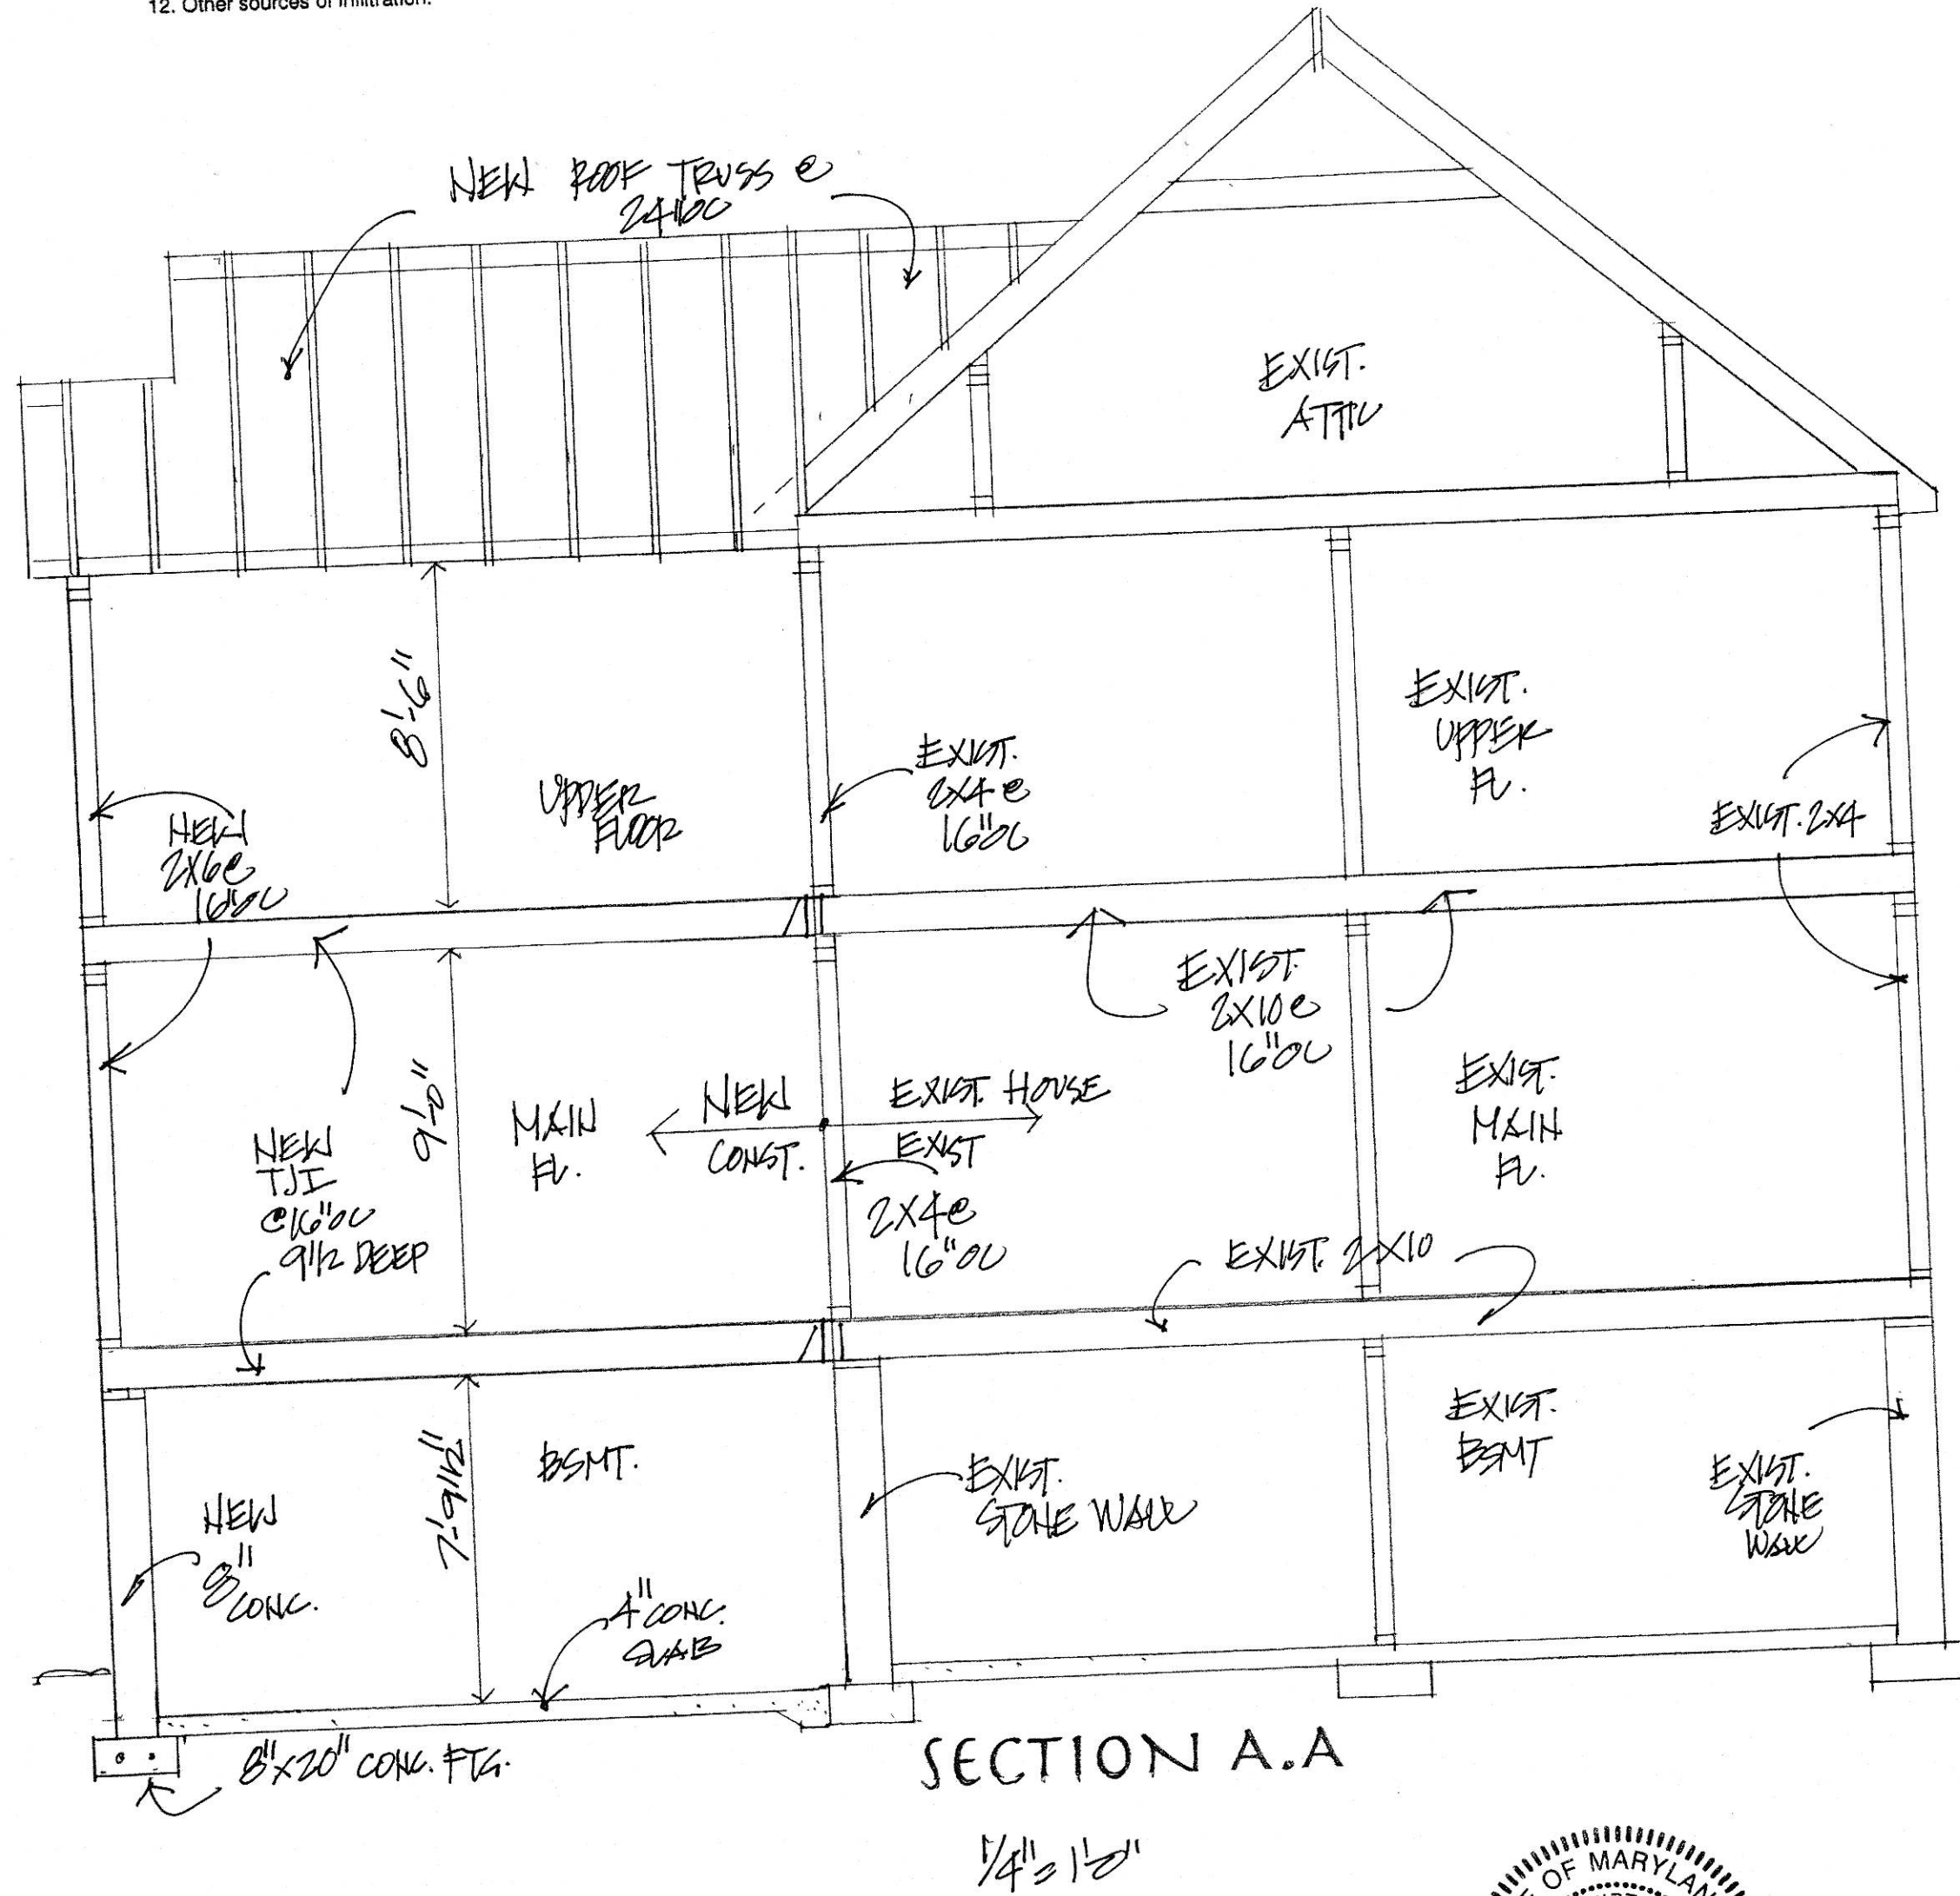 12. Other sources of infiltration.
NEW ROOF TRUSS @
24"OC
EXIST.
ATTIC
8'-6"
UPPER
FLOOR
NEW
2X6@
16"OC
EXIST.
2X4@
16"OC
EXIST.
UPPER
FL.
EXIST. 2X4
EXIST
2X10@
16"OC
9'-0"
MAIN
FL.
NEW
CONST.
EXIST. HOUSE
EXIST
2X4@
16"OC
EXIST.
MAIN
FL.
NEW
TJI
@16"OC
9 1/2 DEEP
EXIST. 2X10
7'-9 1/2"
BSMT.
EXIST.
BSMT
NEW
8"
CONC.
EXIST.
STONE WALL
EXIST.
STONE
WALL
4"CONC.
SLAB
8"X20" CONC. FTG.
SECTION A.A
1/4" = 1'0"
OF MARYLAN